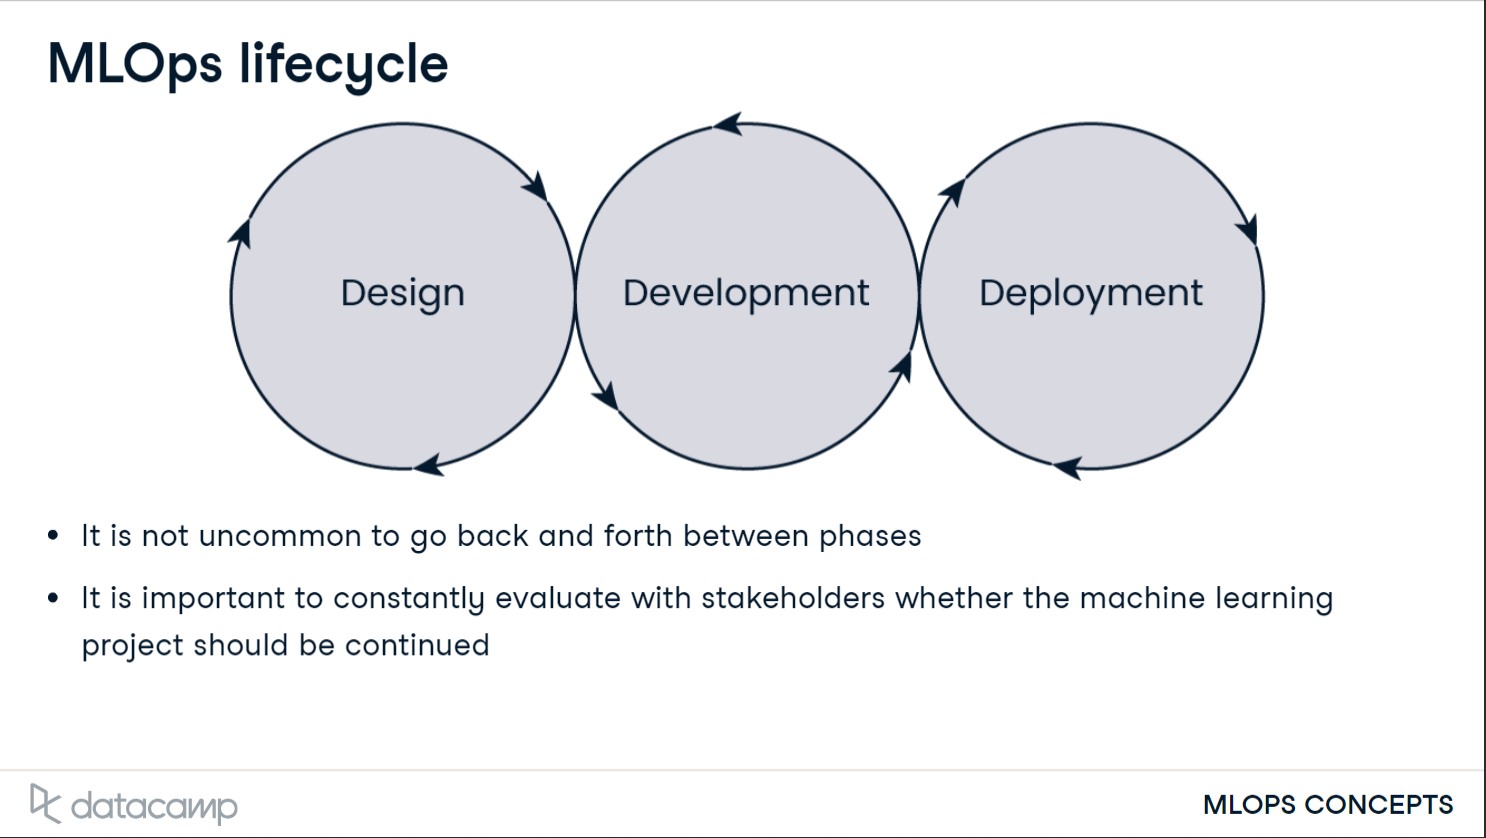 MLOps lifecycle
Design
Development
Deployment
• It is not uncommon to go back and forth between phases
• It is important to constantly evaluate with stakeholders whether the machine learning
project should be continued
datacamp
MLOPS CONCEPTS